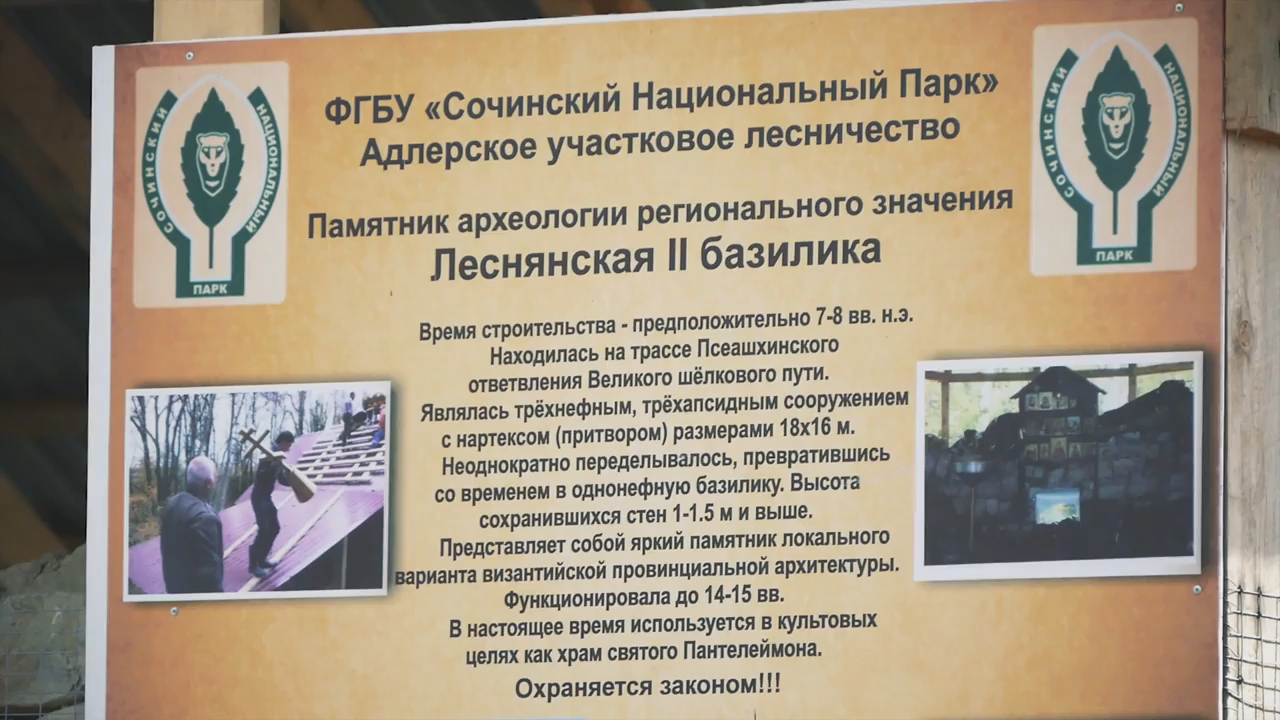 ФГБУ «Сочинский Национальный Парк»
Адлерское участковое лесничество
СОЧИНСКИЙ НАЦИОНАЛЬНЫЙ
ПАРК
СОЧИНСКИЙ НАЦИОНАЛЬНЫЙ
ПАРК
Памятник археологии регионального значения
Леснянская II базилика
Время строительства - предположительно 7-8 вв. н.э.
Находилась на трассе Псеашхинского
ответвления Великого шёлкового пути.
Являлась трёхнефным, трёхапсидным сооружением
с нартексом (притвором) размерами 18х16 м.
Неоднократно переделывалось, превратившись
со временем в однонефную базилику. Высота
сохранившихся стен 1-1.5 м и выше.
Представляет собой яркий памятник локального
варианта византийской провинциальной архитектуры.
Функционировала до 14-15 вв.
В настоящее время используется в культовых
целях как храм святого Пантелеймона.
Охраняется законом!!!